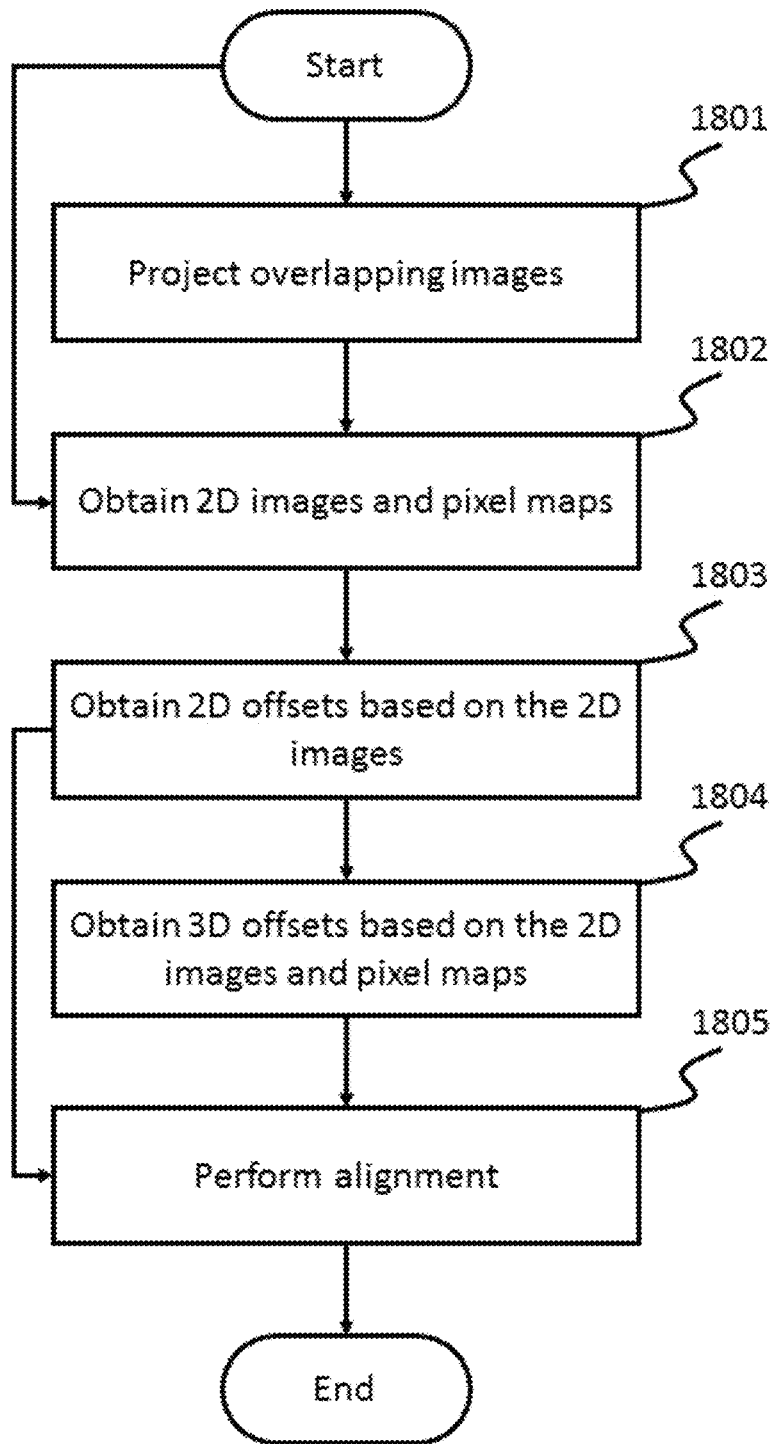 Start
1801
Project overlapping images
1802
Obtain 2D images and pixel maps
1803
Obtain 2D offsets based on the 2D
images
1804
Obtain 3D offsets based on the 2D
images and pixel maps
1805
Perform alignment
End